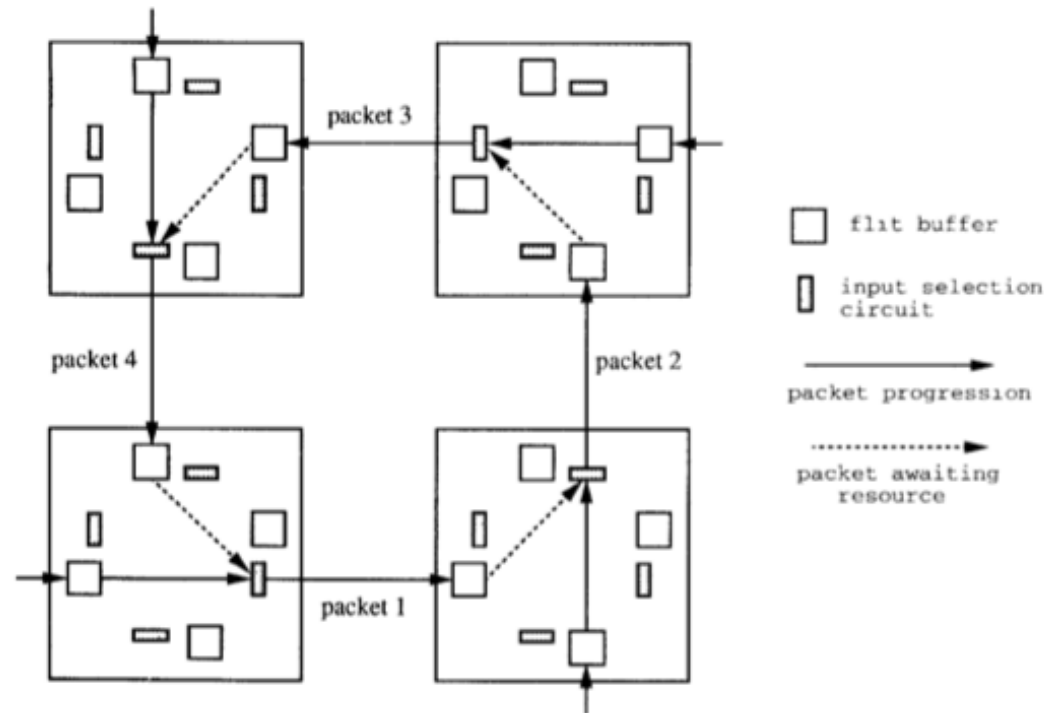 packet 3
packet 4
packet 2
packet 1
flit buffer
input selection
circuit
packet progression
packet awaiting
resource